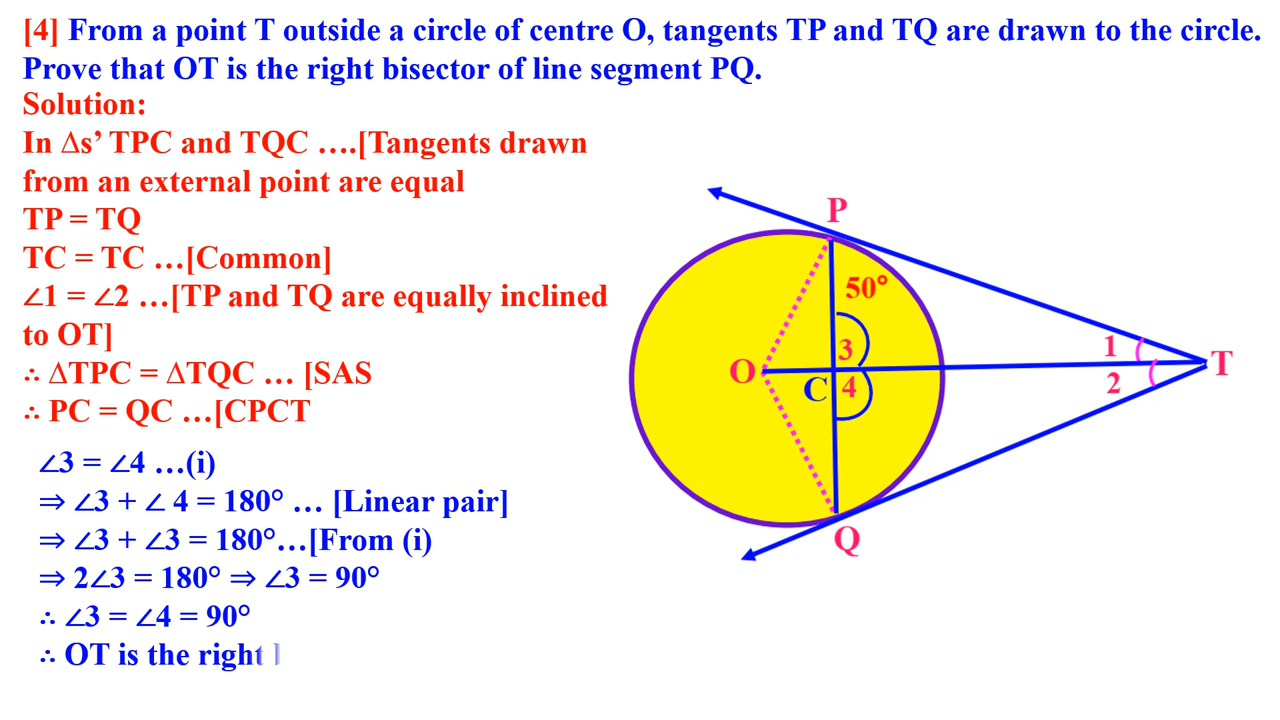 [4] From a point T outside a circle of centre O, tangents TP and TQ are drawn to the circle.
Prove that OT is the right bisector of line segment PQ.
Solution:
In ∆s’ TPC and TQC ….[Tangents drawn
from an external point are equal
TP = TQ
TC = TC …[Common]
∠1 = ∠2 …[TP and TQ are equally inclined
to OT]
∴ ∆TPC = ∆TQC … [SAS
∴ PC = QC …[CPCT
∠3 = ∠4 …(i)
⇒ ∠3 + ∠ 4 = 180° … [Linear pair]
⇒ ∠3 + ∠3 = 180°…[From (i)
⇒ 2∠3 = 180° ⇒ ∠3 = 90°
∴ ∠3 = ∠4 = 90°
∴ OT is the right
P
50°
3
1
O
T
C
4
2
Q